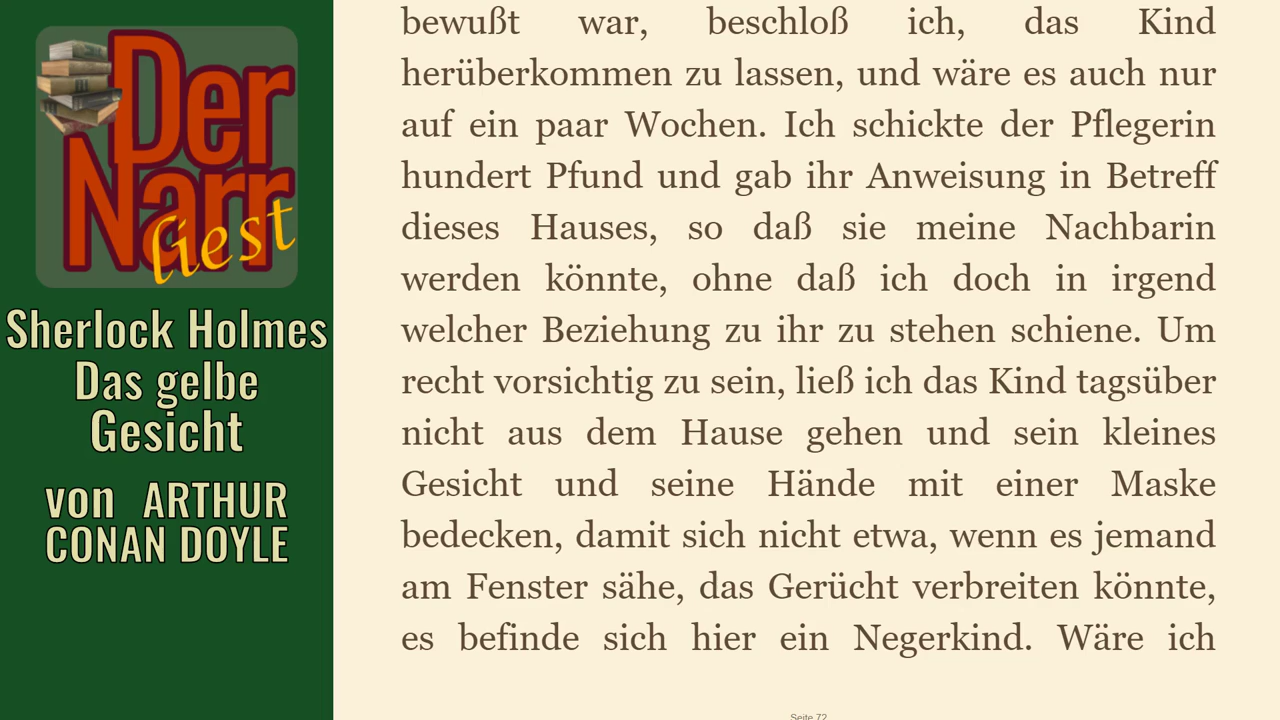 Der
Narr
liest
Sherlock Holmes
Das gelbe
Gesicht
von ARTHUR
CONAN DOYLE
bewußt war, beschloß ich, das Kind
herüberkommen zu lassen, und wäre es auch nur
auf ein paar Wochen. Ich schickte der Pflegerin
hundert Pfund und gab ihr Anweisung in Betreff
dieses Hauses, so daß sie meine Nachbarin
werden könnte, ohne daß ich doch in irgend
welcher Beziehung zu ihr zu stehen schiene. Um
recht vorsichtig zu sein, ließ ich das Kind tagsüber
nicht aus dem Hause gehen und sein kleines
Gesicht und seine Hände mit einer Maske
bedecken, damit sich nicht etwa, wenn es jemand
am Fenster sähe, das Gerücht verbreiten könnte,
es befinde sich hier ein Negerkind. Wäre ich
Seite 72